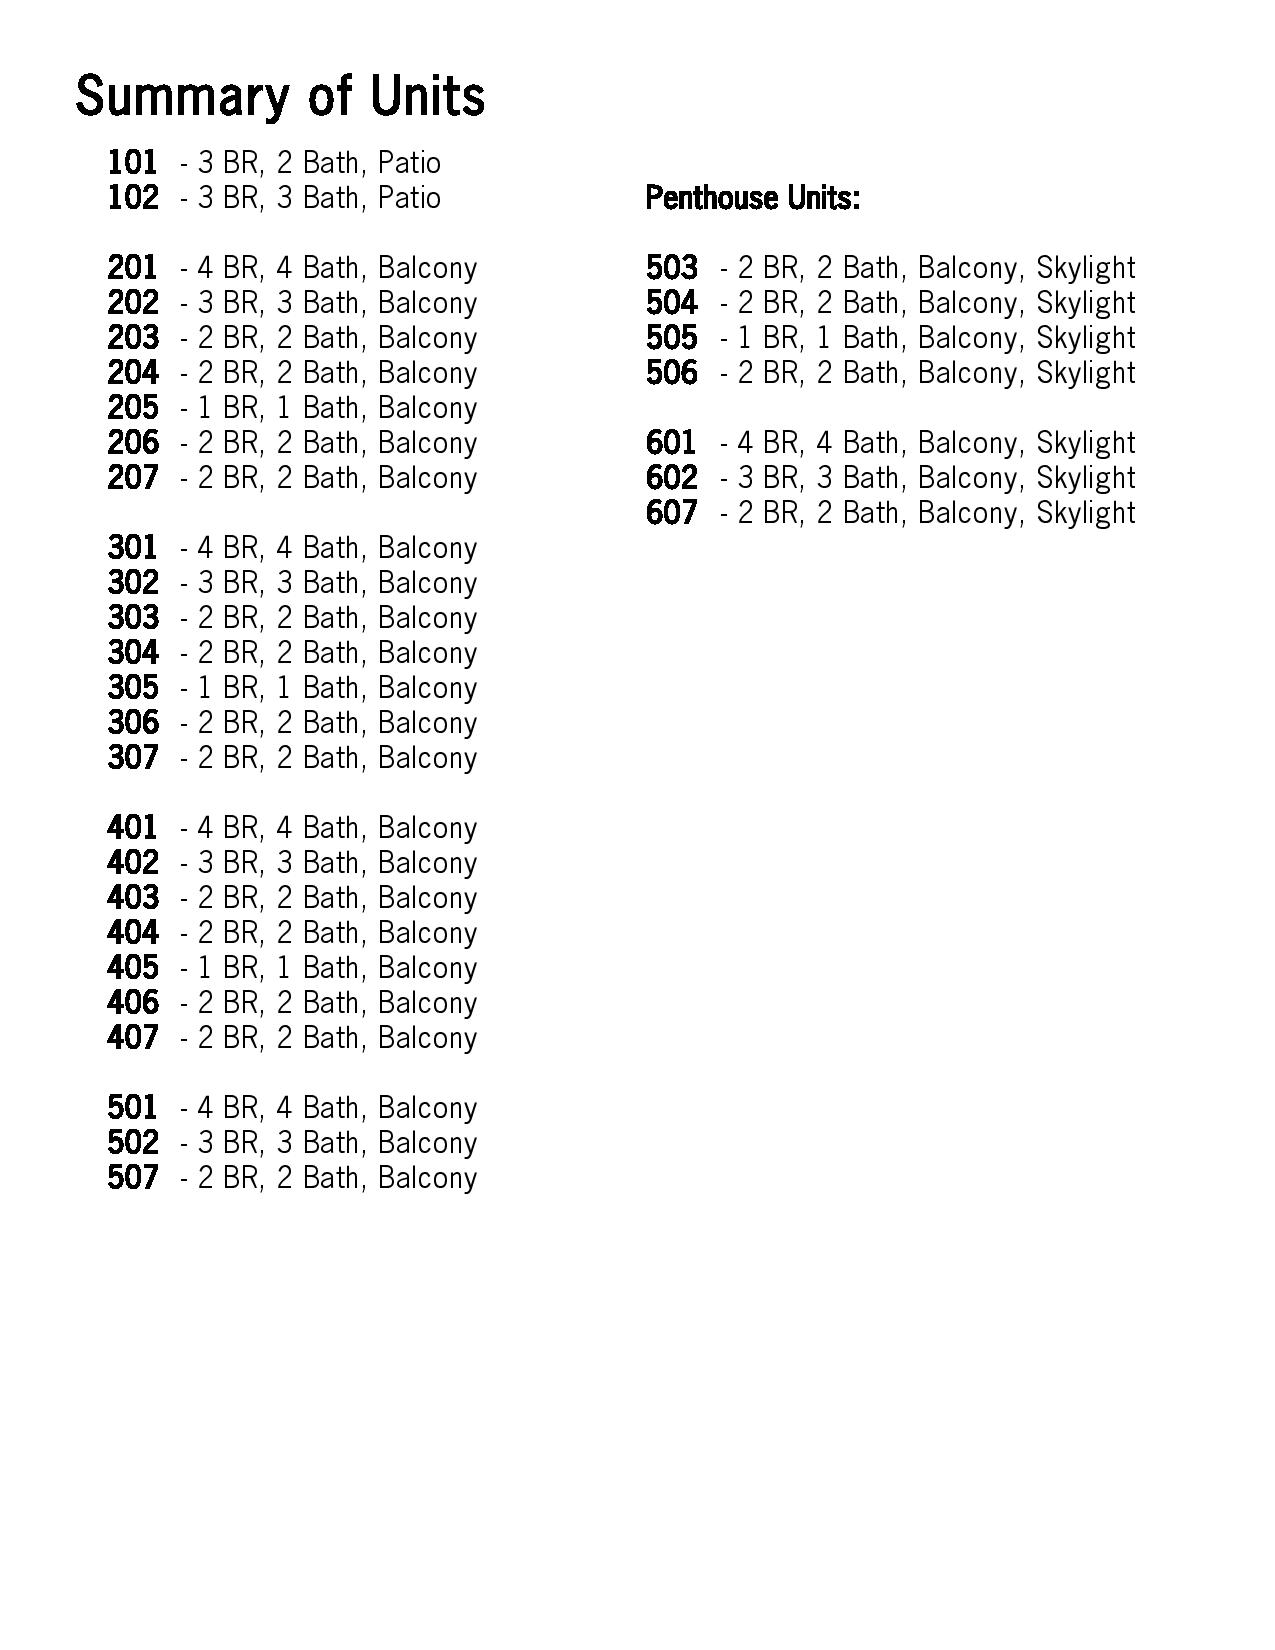 Summary of Units
101 - 3 BR, 2 Bath, Patio
102 - 3 BR, 3 Bath, Patio
201 - 4 BR, 4 Bath, Balcony
202 - 3 BR, 3 Bath, Balcony
203 - 2 BR, 2 Bath, Balcony
204 - 2 BR, 2 Bath, Balcony
205 - 1 BR, 1 Bath, Balcony
206 - 2 BR, 2 Bath, Balcony
207 - 2 BR, 2 Bath, Balcony
301 - 4 BR, 4 Bath, Balcony
302 - 3 BR, 3 Bath, Balcony
303 - 2 BR, 2 Bath, Balcony
304 - 2 BR, 2 Bath, Balcony
305 - 1 BR, 1 Bath, Balcony
306 - 2 BR, 2 Bath, Balcony
307 - 2 BR, 2 Bath, Balcony
401 - 4 BR, 4 Bath, Balcony
402 - 3 BR, 3 Bath, Balcony
403 - 2 BR, 2 Bath, Balcony
404 - 2 BR, 2 Bath, Balcony
405 - 1 BR, 1 Bath, Balcony
406 - 2 BR, 2 Bath, Balcony
407 - 2 BR, 2 Bath, Balcony
501 - 4 BR, 4 Bath, Balcony
502 - 3 BR, 3 Bath, Balcony
507 - 2 BR, 2 Bath, Balcony
Penthouse Units:
503 - 2 BR, 2 Bath, Balcony, Skylight
504 - 2 BR, 2 Bath, Balcony, Skylight
505 - 1 BR, 1 Bath, Balcony, Skylight
506 - 2 BR, 2 Bath, Balcony, Skylight
601 - 4 BR, 4 Bath, Balcony, Skylight
602 - 3 BR, 3 Bath, Balcony, Skylight
607 - 2 BR, 2 Bath, Balcony, Skylight